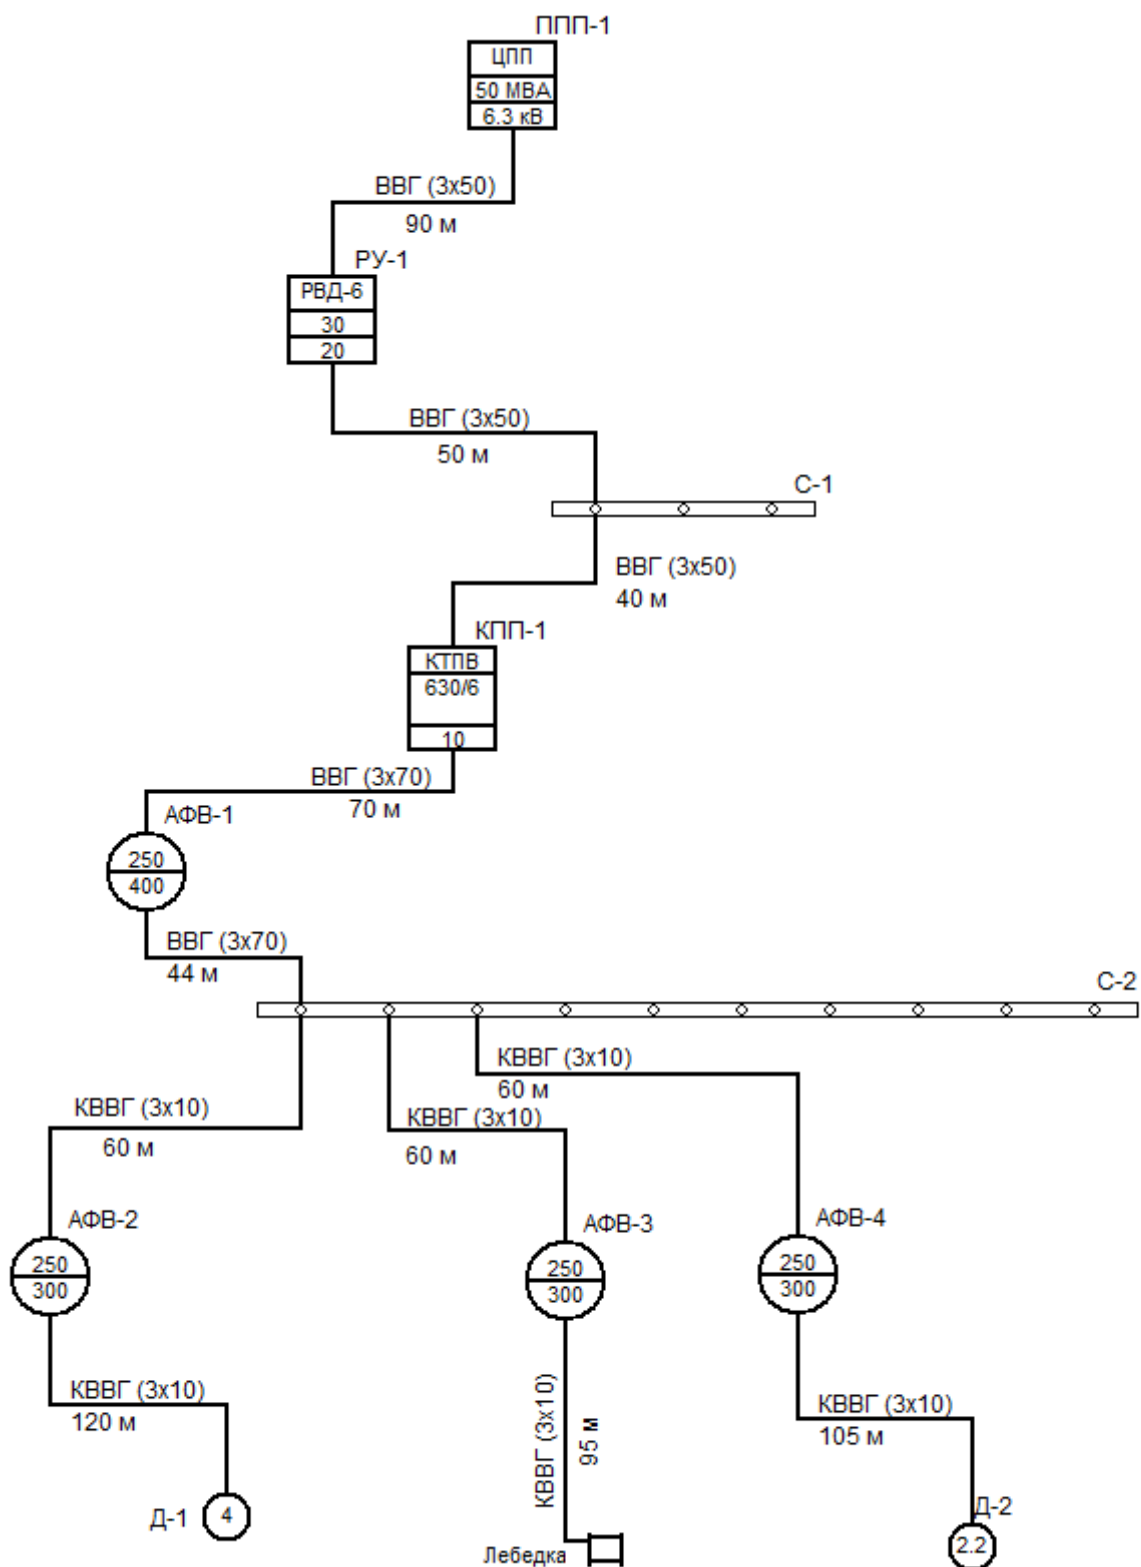 ППП-1
ЦПП
50 МВА
6.3 кВ
ВВГ (3х50)
90 м
РУ-1
РВД-6
30
20
ВВГ (3х50)
50 м
С-1
ВВГ (3х50)
40 м
КПП-1
КТПВ
630/6
10
ВВГ (3х70)
70 м
АФВ-1
250
400
ВВГ (3х70)
44 м
С-2
КВВГ (3х10)
60 м
КВВГ (3х10)
60 м
КВВГ (3х10)
60 м
АФВ-2
250
300
АФВ-3
250
300
АФВ-4
250
300
КВВГ (3х10)
120 м
КВВГ (3х10)
95 м
КВВГ (3х10)
105 м
Д-1
4
Лебедка
Д-2
2.2